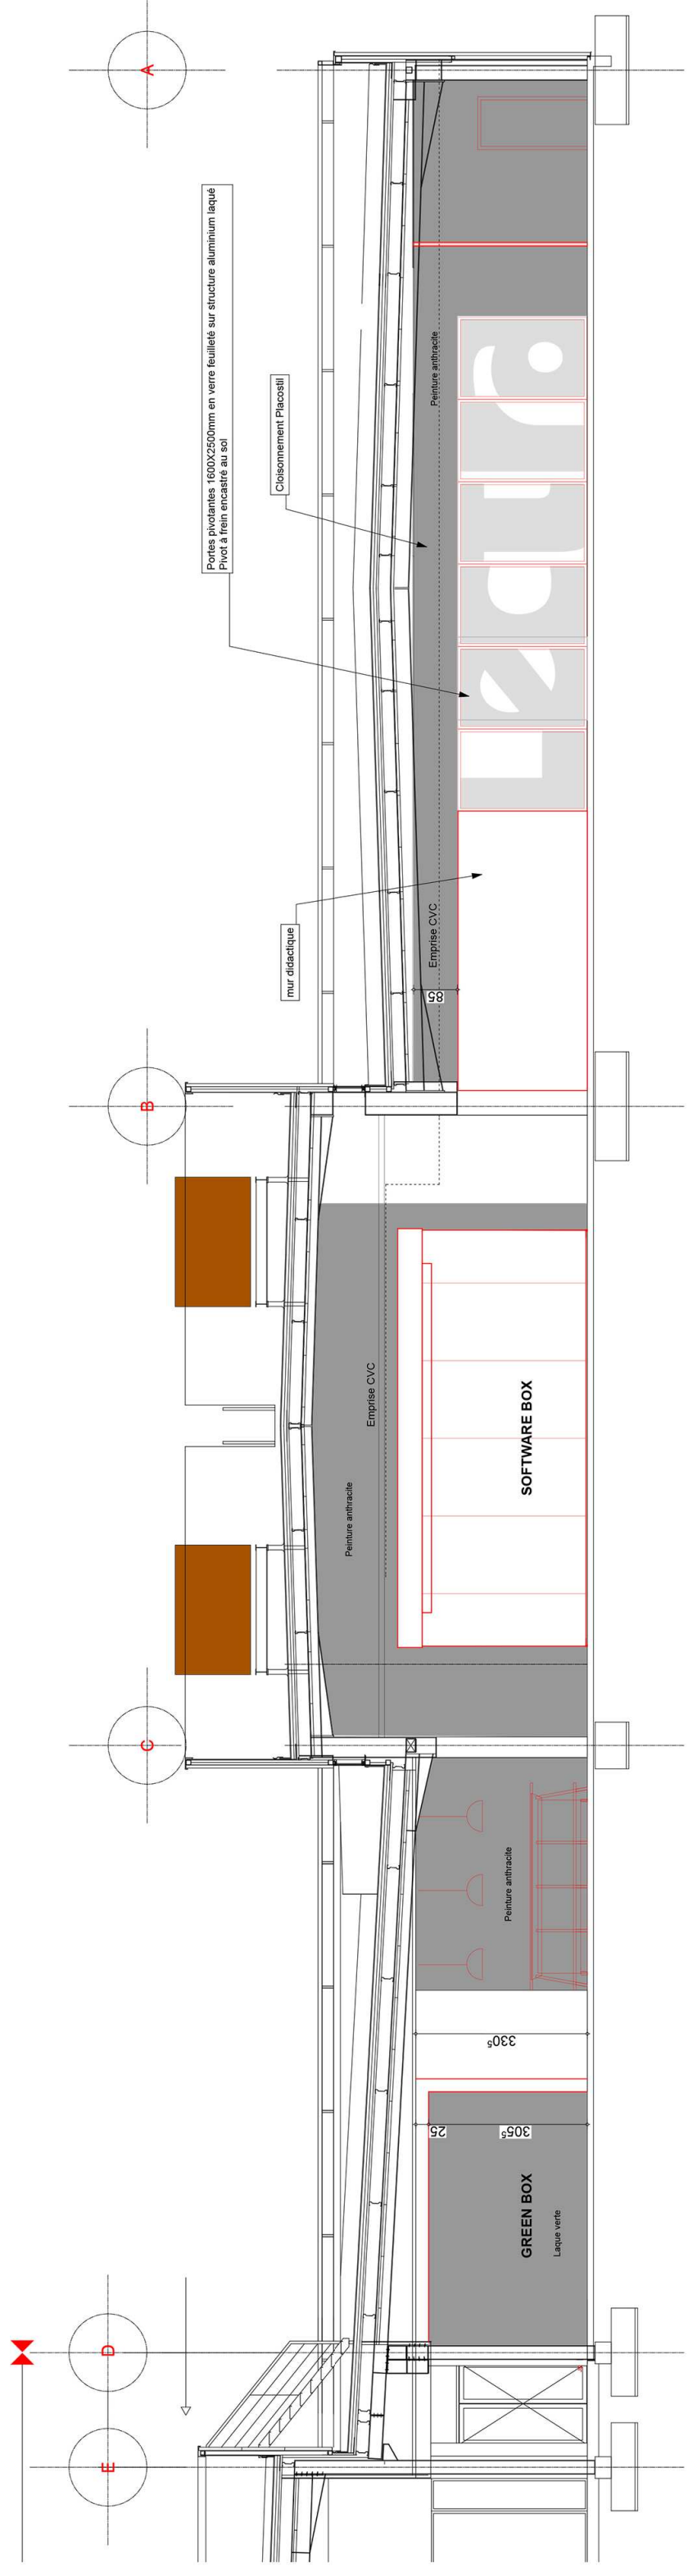 E
D
C
B
A
Portes pivotantes 1600X2500mm en verre feuilleté sur structure aluminium laqué
Pivot à frein encastré au sol
Cloisonnement Placostil
mur didactique
Peinture anthracite
Emprise CVC
Emprise CVC
85
Peinture anthracite
SOFTWARE BOX
Peinture anthracite
330⁵
25
305⁵
GREEN BOX
Laque verte